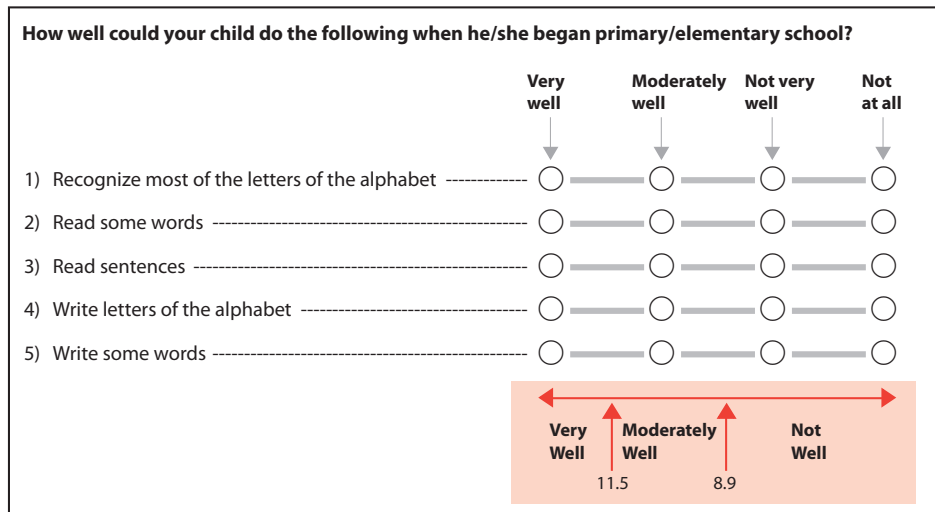 How well could your child do the following when he/she began primary/elementary school?
Very well
Moderately well
Not very well
Not at all
1) Recognize most of the letters of the alphabet
2) Read some words
3) Read sentences
4) Write letters of the alphabet
5) Write some words
Very Well
Moderately Well
Not Well
11.5
8.9